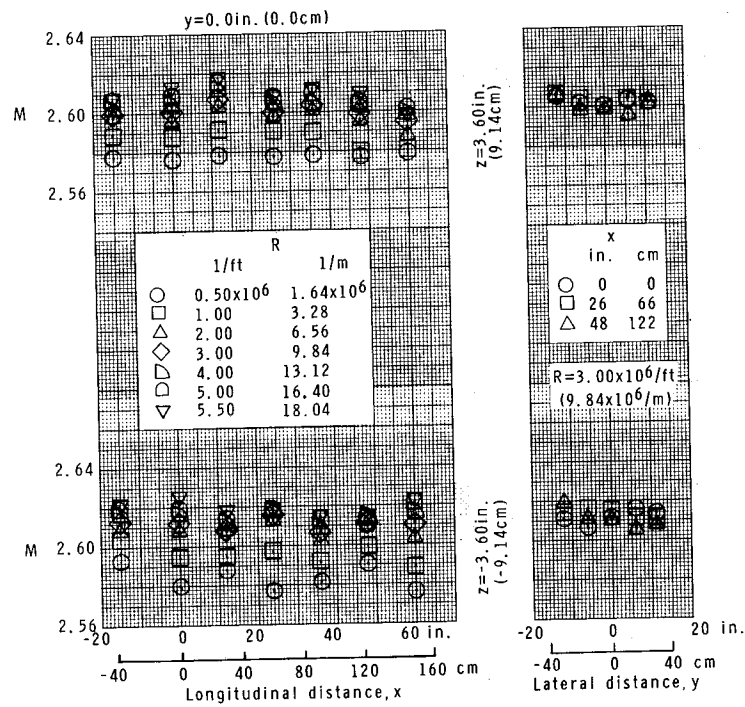 y=0.0in. (0.0cm)
2.64
M 2.60
2.56
z=3.60in.
(9.14cm)
R
1/ft 1/m
0.50x10⁶ 1.64x10⁶
1.00 3.28
2.00 6.56
3.00 9.84
4.00 13.12
5.00 16.40
5.50 18.04
x
in. cm
0 0
26 66
48 122
R=3.00x10⁶/ft
(9.84x10⁶/m)
2.64
M 2.60
2.56
z=-3.60in.
(-9.14cm)
-20 0 20 40 60 in.
-40 0 40 80 120 160 cm
Longitudinal distance, x
-20 0 20 in.
-40 0 40 cm
Lateral distance, y